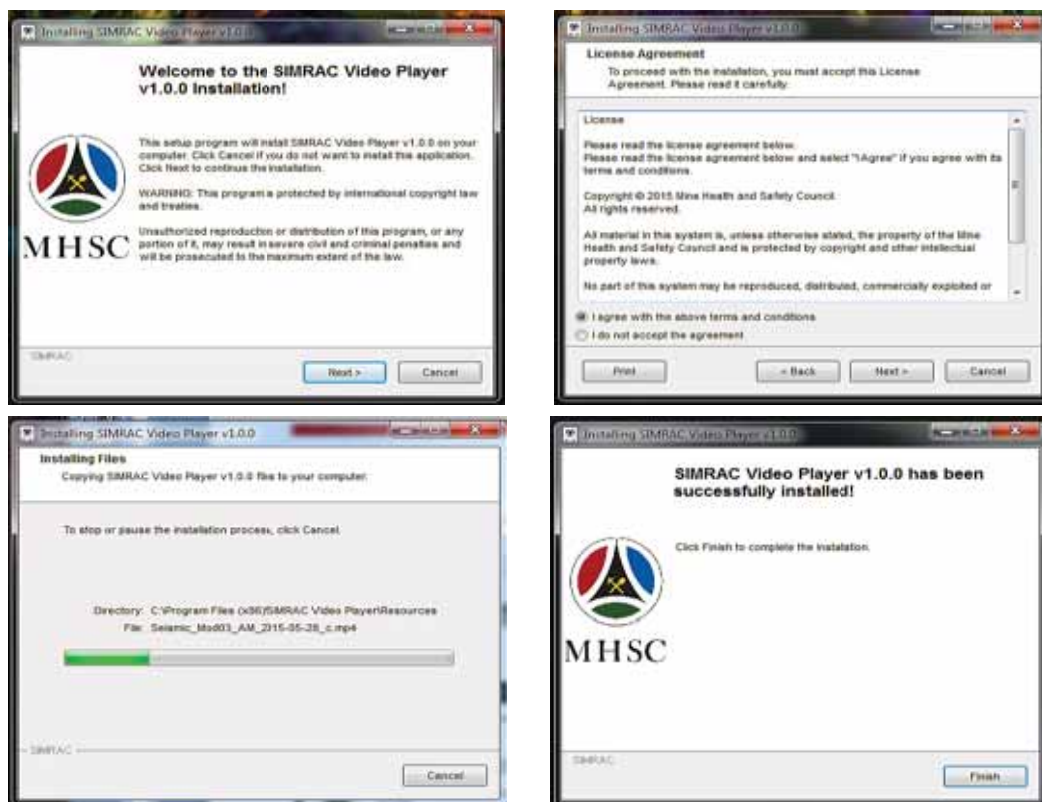 Installing SIMRAC Video Player v1.0.0
Welcome to the SIMRAC Video Player
v1.0.0 Installation!
This setup program will install SIMRAC Video Player v1.0.0 on your
computer. Click Cancel if you do not want to install this application.
Click Next to continue the installation.
WARNING: This program is protected by international copyright law
and treaties.
Unauthorized reproduction or distribution of this program, or any
portion of it, may result in severe civil and criminal penalties and
will be prosecuted to the maximum extent of the law.
MHSC
SIMRAC
Next >
Cancel
Installing SIMRAC Video Player v1.0.0
License Agreement
To proceed with the installation, you must accept this License
Agreement. Please read it carefully.
License
Please read the license agreement below.
Please read the license agreement below and select "I Agree" if you agree with its
terms and conditions.
Copyright © 2015 Mine Health and Safety Council.
All rights reserved.
All material in this system is, unless otherwise stated, the property of the Mine
Health and Safety Council and is protected by copyright and other intellectual
property laws.
No part of this system may be reproduced, distributed, commercially exploited or
I agree with the above terms and conditions
I do not accept the agreement
Print
< Back
Next >
Cancel
Installing SIMRAC Video Player v1.0.0
Installing Files
Copying SIMRAC Video Player v1.0.0 files to your computer.
To stop or pause the installation process, click Cancel.
Directory: C:\Program Files (x86)\SIMRAC Video Player\Resources
File: Seismic_Mod03_AM_2015-05-28_c.mp4
SIMRAC
Cancel
Installing SIMRAC Video Player v1.0.0
SIMRAC Video Player v1.0.0 has been
successfully installed!
Click Finish to complete the installation.
MHSC
SIMRAC
Finish